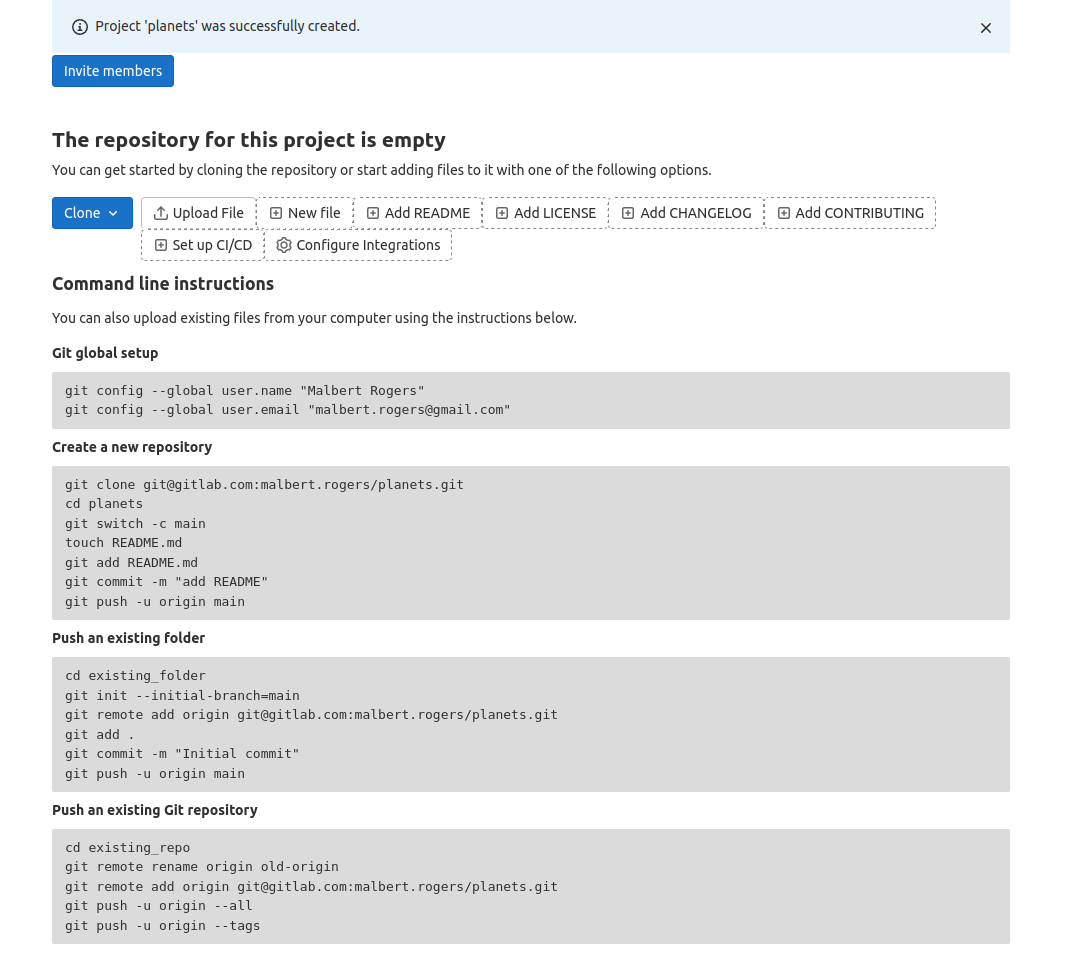 Project 'planets' was successfully created.
Invite members
The repository for this project is empty
You can get started by cloning the repository or start adding files to it with one of the following options.
Clone Upload File New file Add README Add LICENSE Add CHANGELOG Add CONTRIBUTING
Set up CI/CD Configure Integrations
Command line instructions
You can also upload existing files from your computer using the instructions below.
Git global setup
git config --global user.name "Malbert Rogers"
git config --global user.email "malbert.rogers@gmail.com"
Create a new repository
git clone git@gitlab.com:malbert.rogers/planets.git
cd planets
git switch -c main
touch README.md
git add README.md
git commit -m "add README"
git push -u origin main
Push an existing folder
cd existing_folder
git init --initial-branch=main
git remote add origin git@gitlab.com:malbert.rogers/planets.git
git add .
git commit -m "Initial commit"
git push -u origin main
Push an existing Git repository
cd existing_repo
git remote rename origin old-origin
git remote add origin git@gitlab.com:malbert.rogers/planets.git
git push -u origin --all
git push -u origin --tags